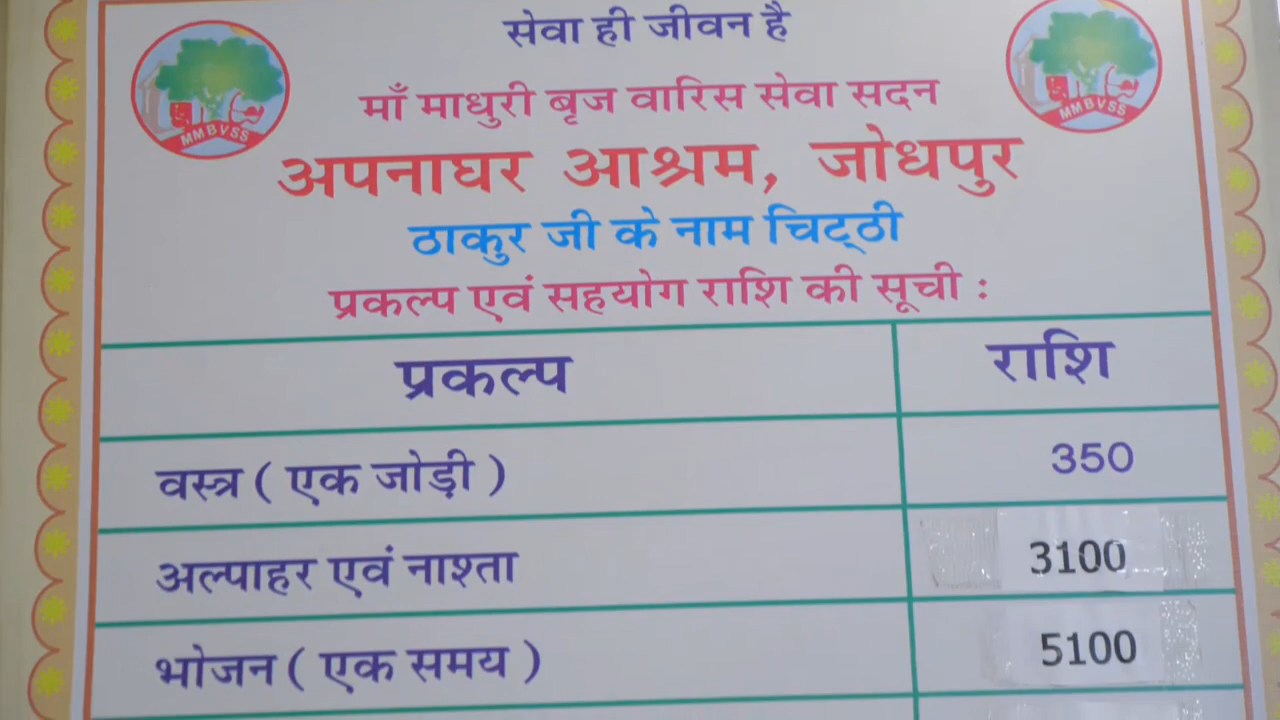 सेवा ही जीवन है
माँ माधुरी बृज वारिस सेवा सदन
अपनाघर आश्रम, जोधपुर
ठाकुर जी के नाम चिट्ठी
प्रकल्प एवं सहयोग राशि की सूची :
MMBVSS
MMBVSS
प्रकल्प राशि
वस्त्र ( एक जोड़ी ) 350
अल्पाहर एवं नाश्ता 3100
भोजन ( एक समय ) 5100